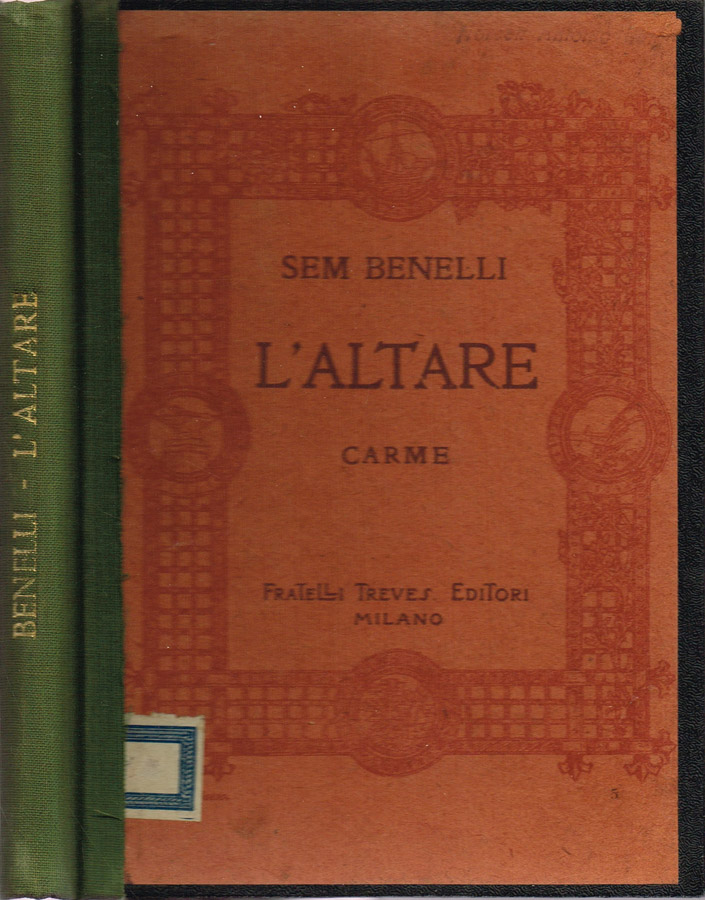 BENELLI - L'ALTARE
SEM BENELLI
L'ALTARE
CARME
FRATELLI TREVES. EDITORI
MILANO